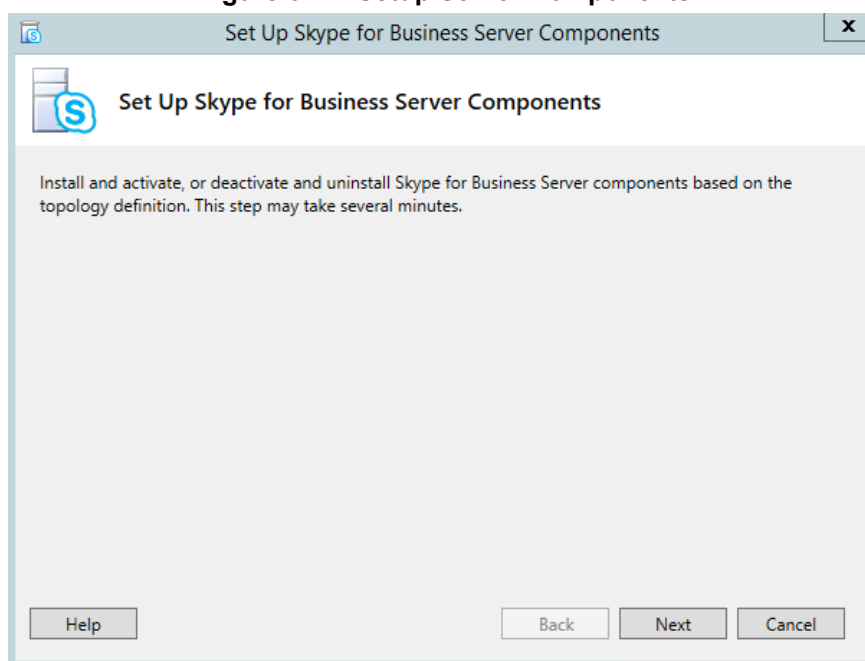 Set Up Skype for Business Server Components
x
Set Up Skype for Business Server Components
Install and activate, or deactivate and uninstall Skype for Business Server components based on the
topology definition. This step may take several minutes.
Help
Back
Next
Cancel